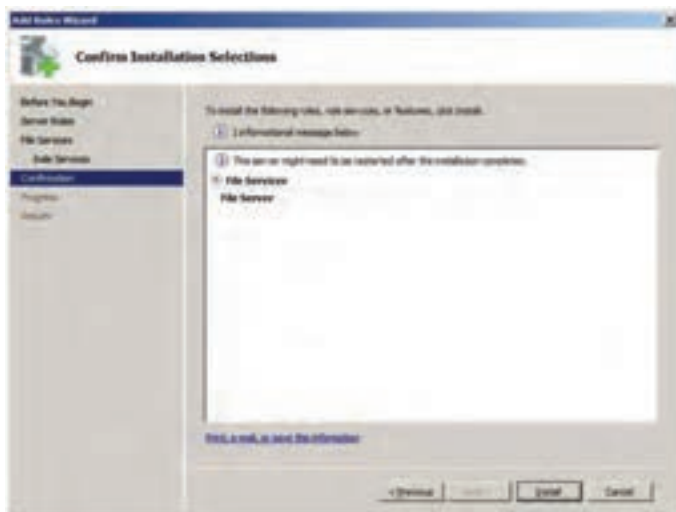 Add Roles Wizard
Confirm Installation Selections
Before You Begin
Server Roles
File Services
Role Services
Confirmation
Progress
Results
To install the following roles, role services, or features, click Install.
1 informational message below
This server might need to be restarted after the installation completes.
File Services
File Server
Print, e-mail, or save this information
< Previous
Next >
Install
Cancel